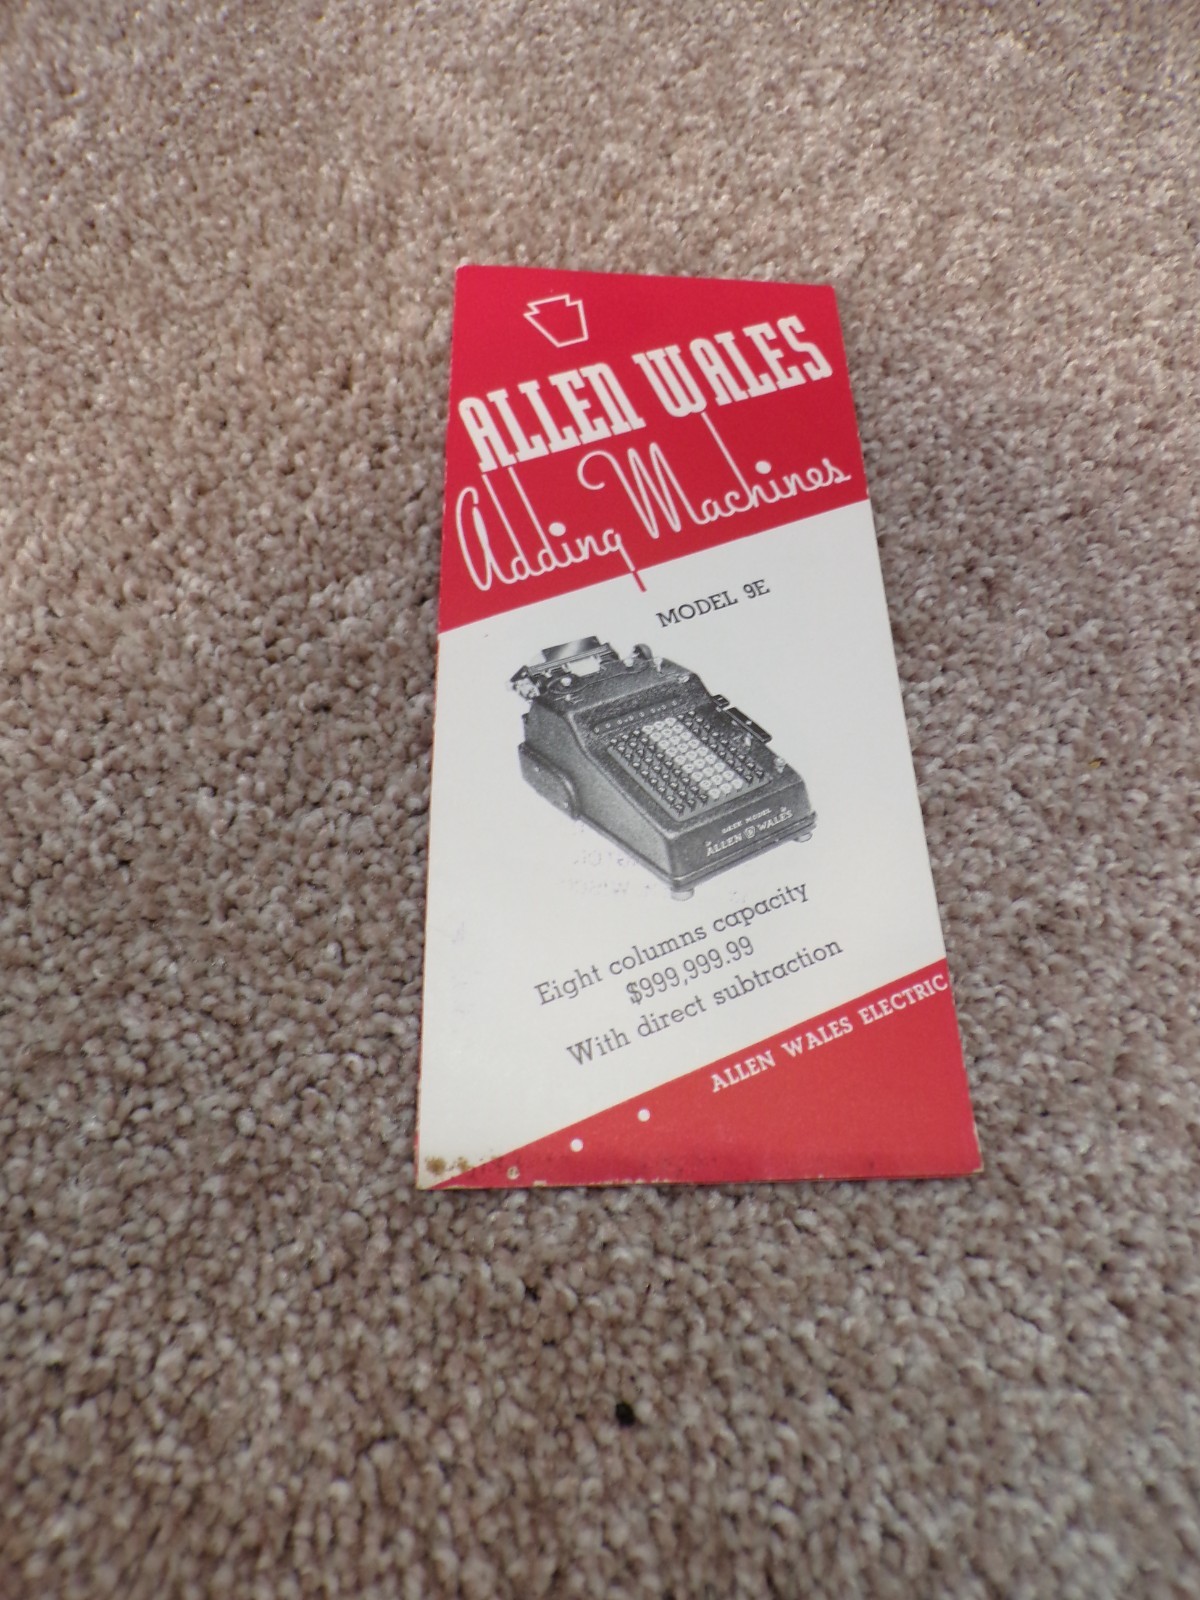 ALLEN WALES
Adding Machines
MODEL 9E
ALLEN WALES
Eight columns capacity
$999,999.99
With direct subtraction
ALLEN WALES ELECTRIC